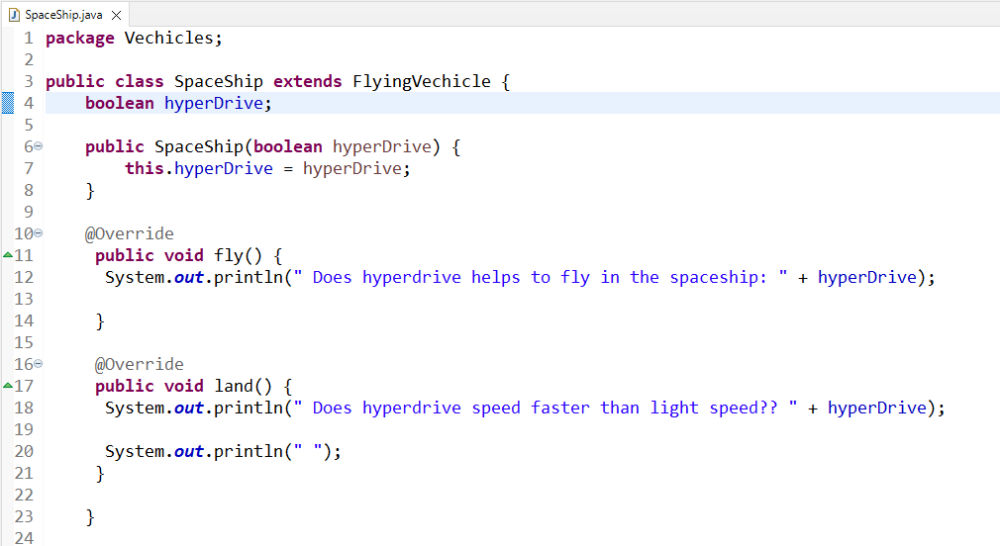 SpaceShip.java
1 package Vechicles;
2
3 public class SpaceShip extends FlyingVechicle {
4     boolean hyperDrive;
5
6     public SpaceShip(boolean hyperDrive) {
7         this.hyperDrive = hyperDrive;
8     }
9
10     @Override
11      public void fly() {
12       System.out.println(" Does hyperdrive helps to fly in the spaceship: " + hyperDrive);
13
14      }
15
16      @Override
17      public void land() {
18       System.out.println(" Does hyperdrive speed faster than light speed?? " + hyperDrive);
19
20       System.out.println(" ");
21      }
22
23     }
24